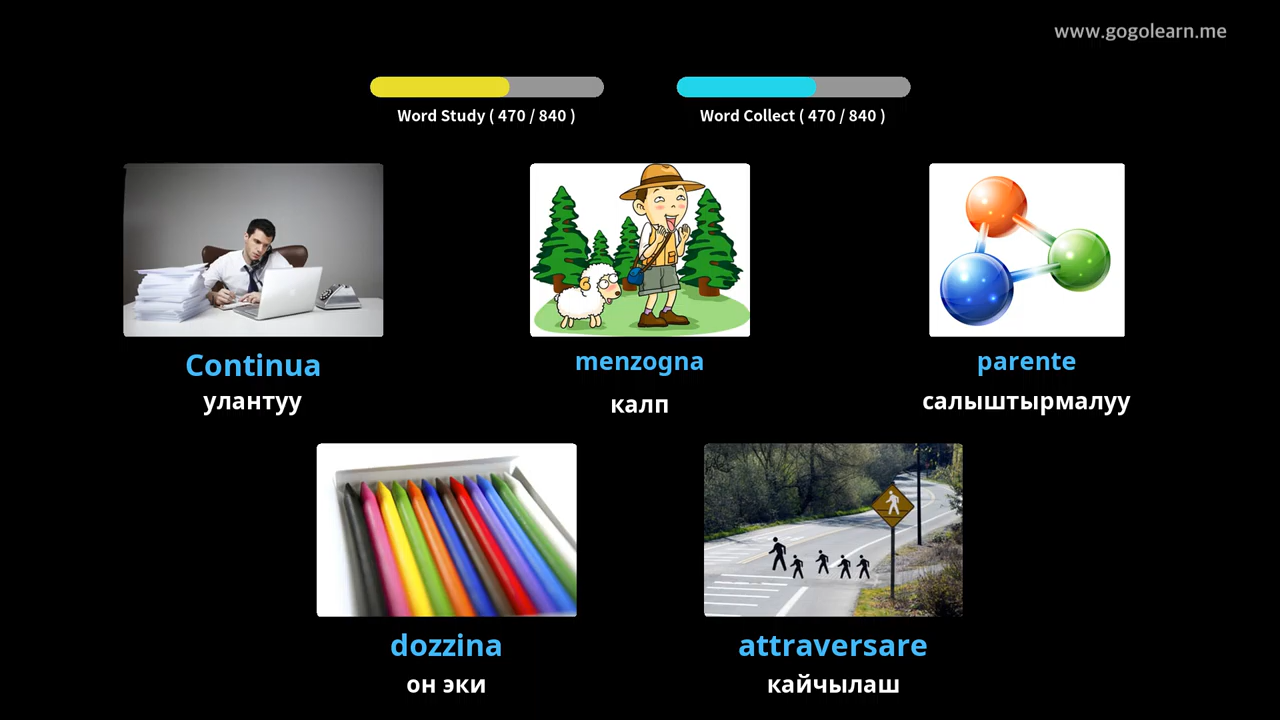 www.gogolearn.me
Word Study ( 470 / 840 )
Word Collect ( 470 / 840 )
Continua
улантуу
menzogna
калп
parente
салыштырмалуу
dozzina
он эки
attraversare
кайчылаш